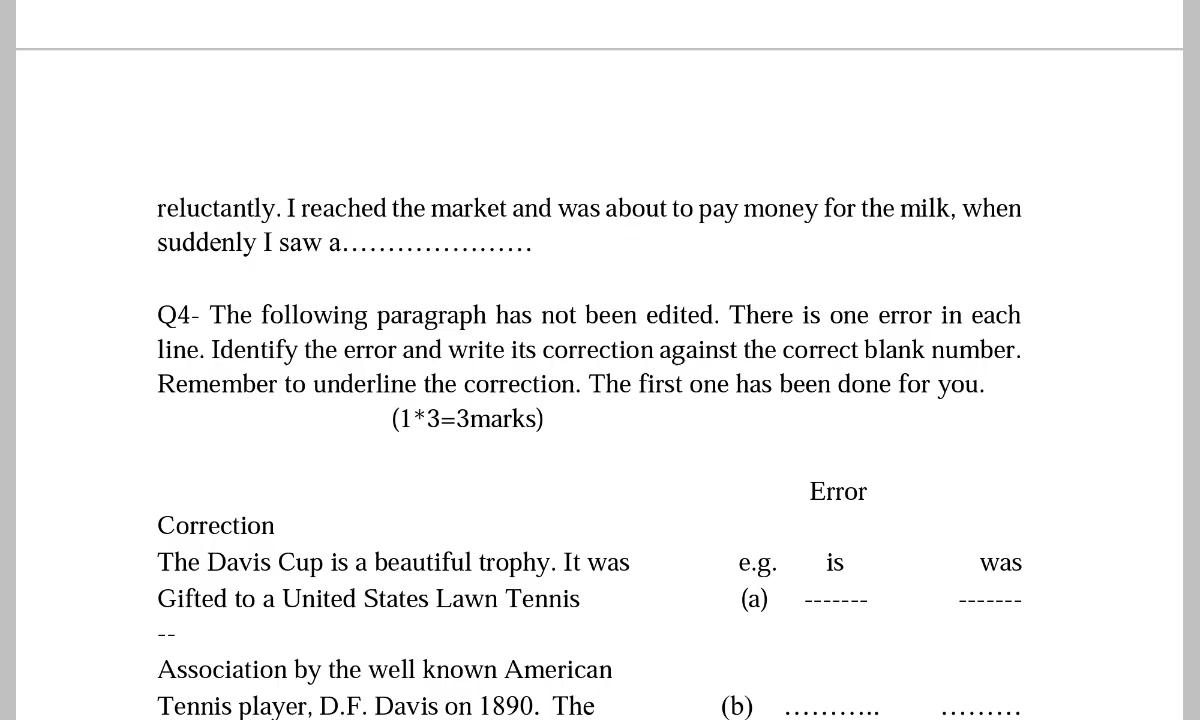 reluctantly. I reached the market and was about to pay money for the milk, when
suddenly I saw a…………………
Q4- The following paragraph has not been edited. There is one error in each
line. Identify the error and write its correction against the correct blank number.
Remember to underline the correction. The first one has been done for you.
(1*3=3marks)
Error
Correction
The Davis Cup is a beautiful trophy. It was e.g. is was
Gifted to a United States Lawn Tennis (a) ------- -------
--
Association by the well known American
Tennis player, D.F. Davis on 1890. The (b) ……….. ………